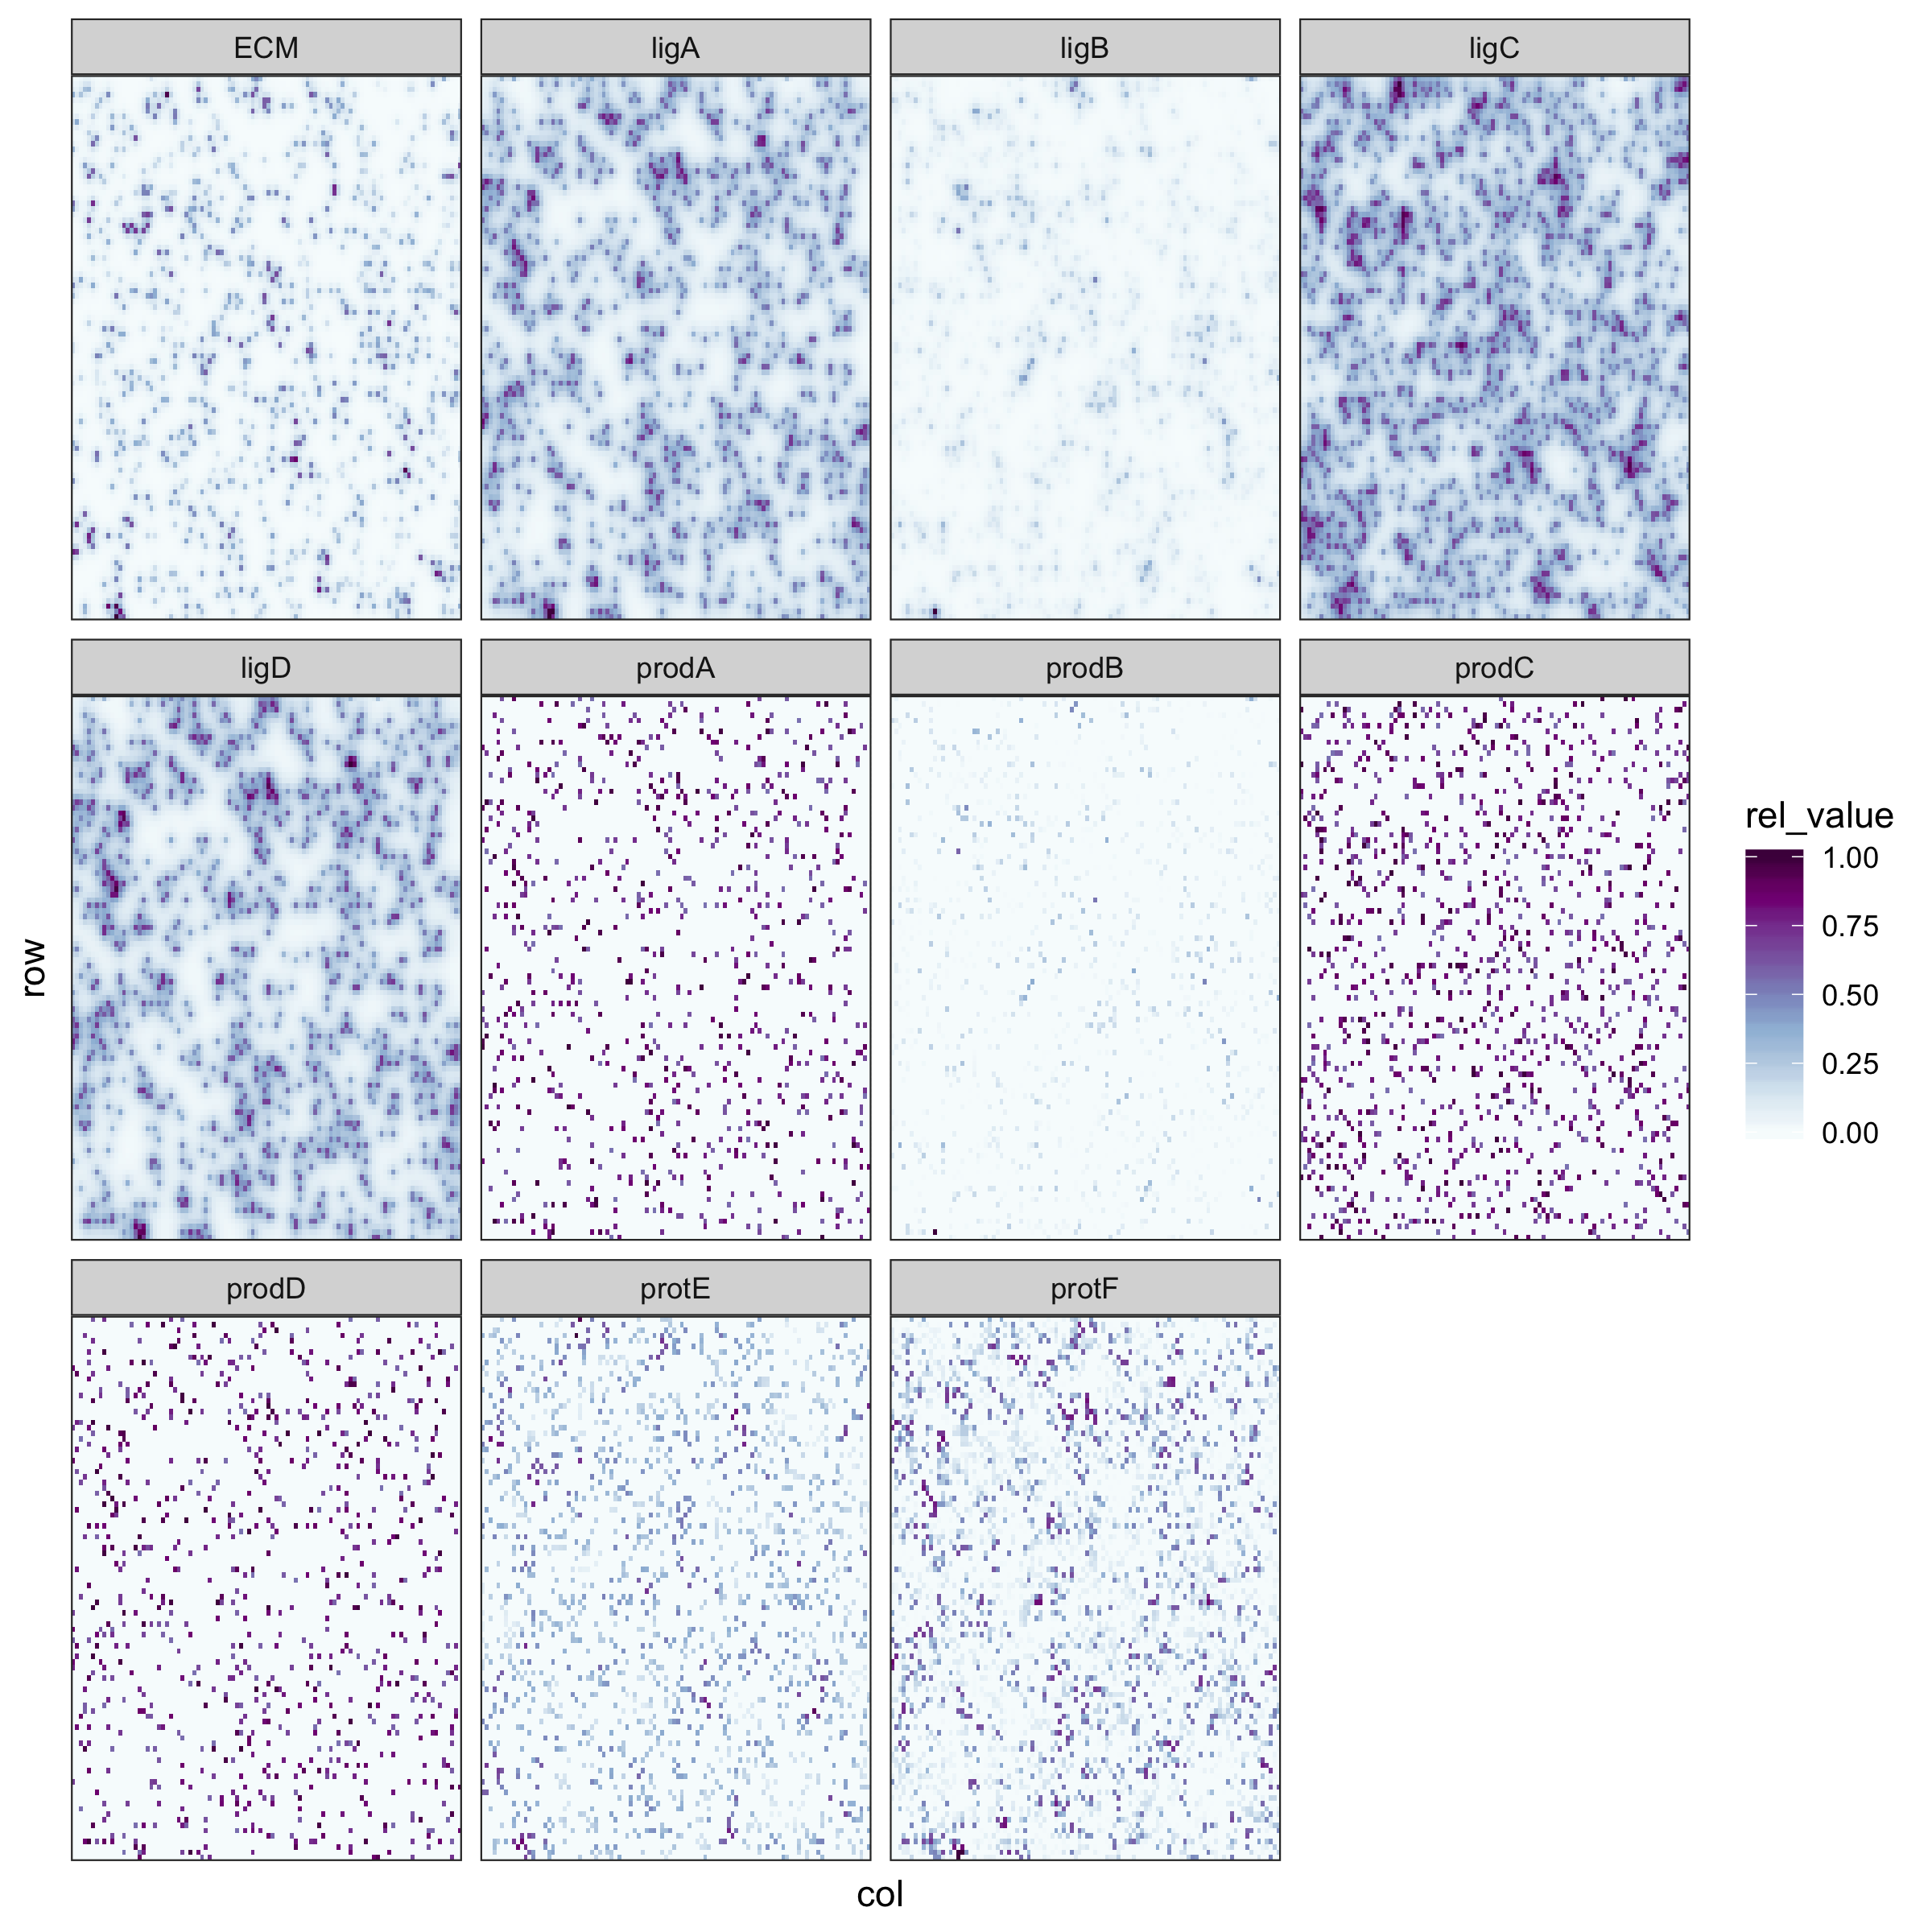 ECM
ligA
ligB
ligC
ligD
prodA
prodB
prodC
prodD
protE
protF
row
col
rel_value
1.00
0.75
0.50
0.25
0.00